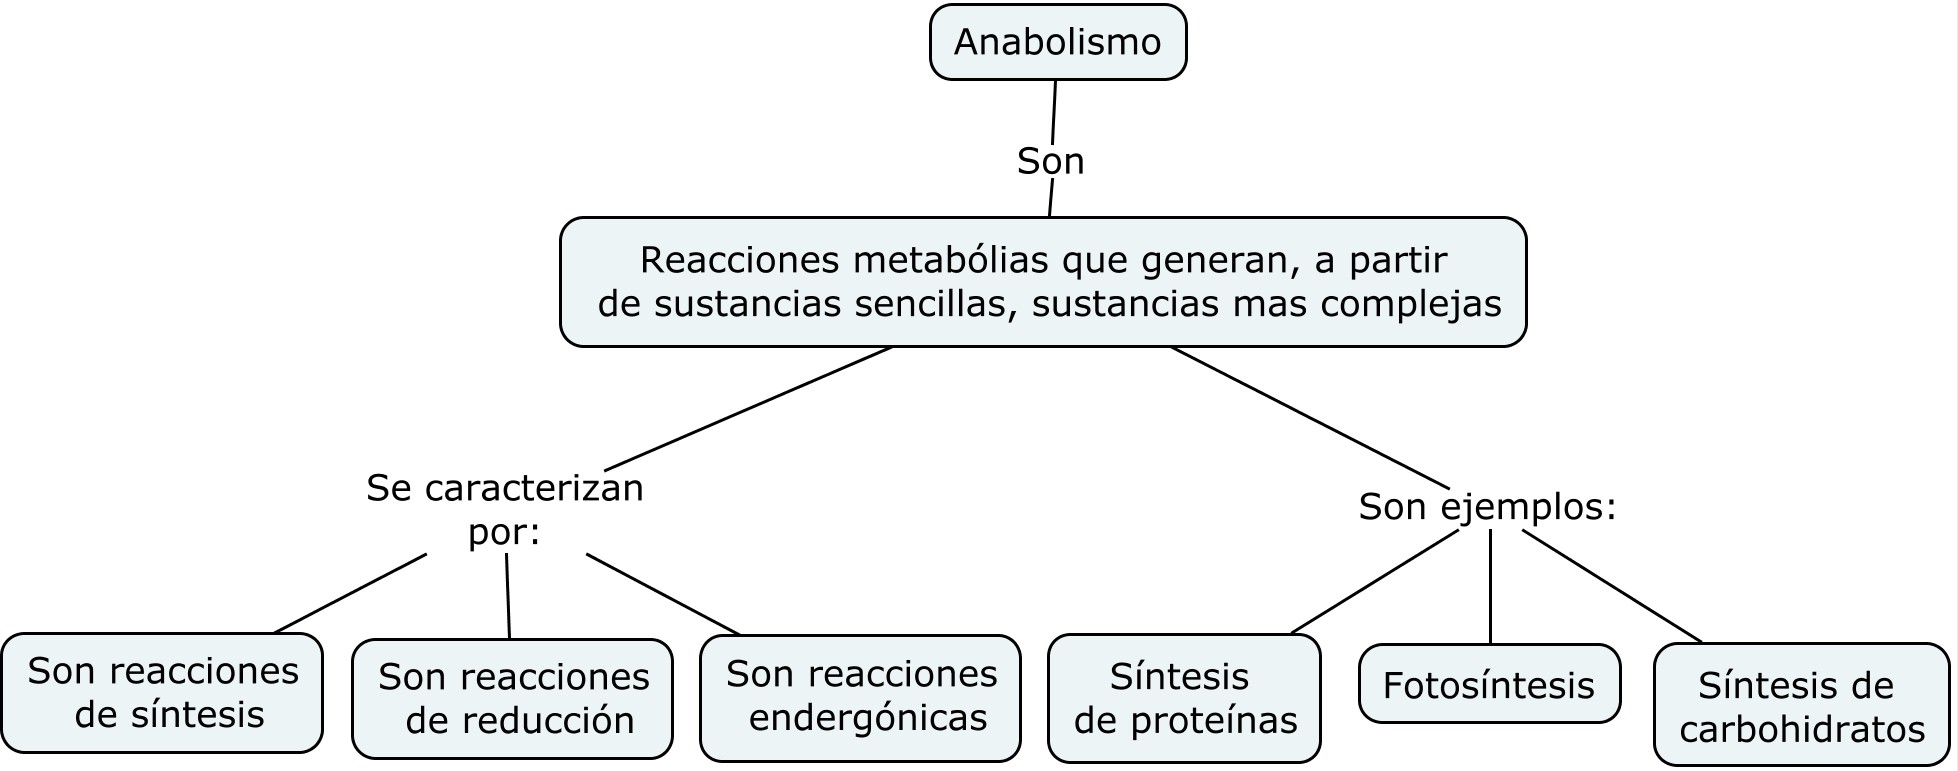 Anabolismo
Son
Reacciones metabólias que generan, a partir
de sustancias sencillas, sustancias mas complejas
Se caracterizan
por:
Son ejemplos:
Son reacciones
de síntesis
Son reacciones
de reducción
Son reacciones
endergónicas
Síntesis
de proteínas
Fotosíntesis
Síntesis de
carbohidratos